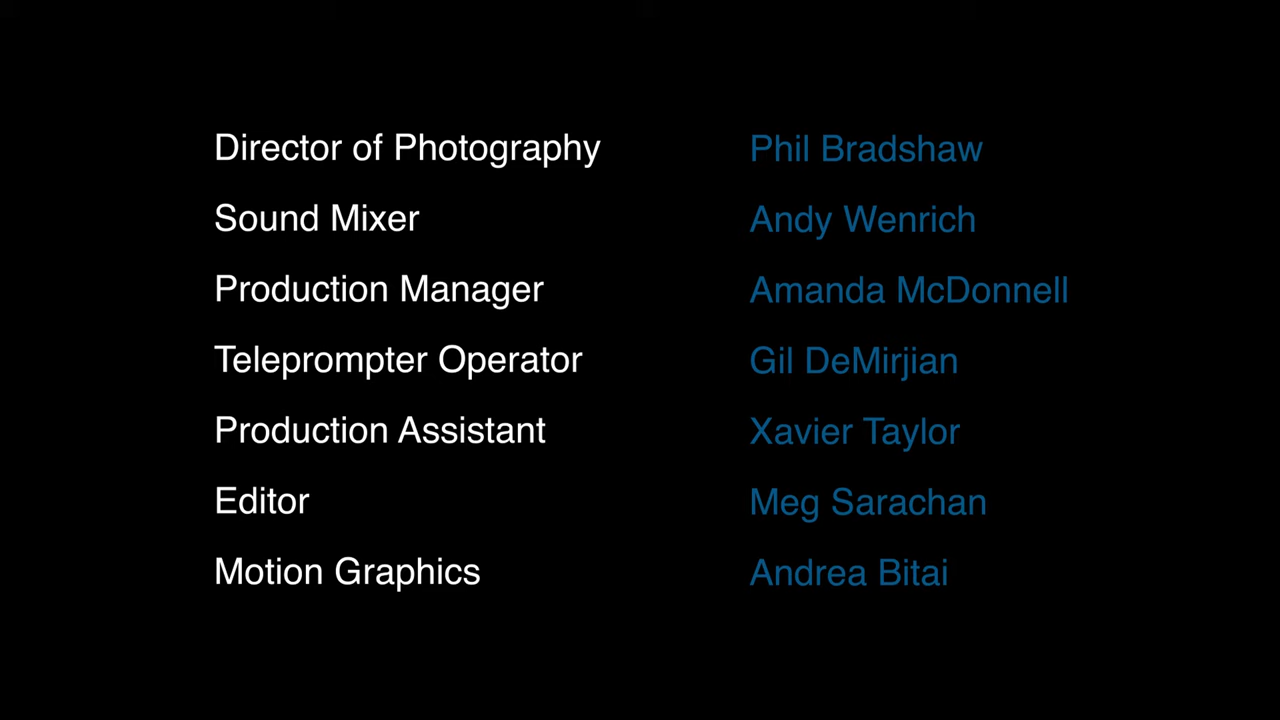 Director of Photography Phil Bradshaw
Sound Mixer Andy Wenrich
Production Manager Amanda McDonnell
Teleprompter Operator Gil DeMirjian
Production Assistant Xavier Taylor
Editor Meg Sarachan
Motion Graphics Andrea Bitai